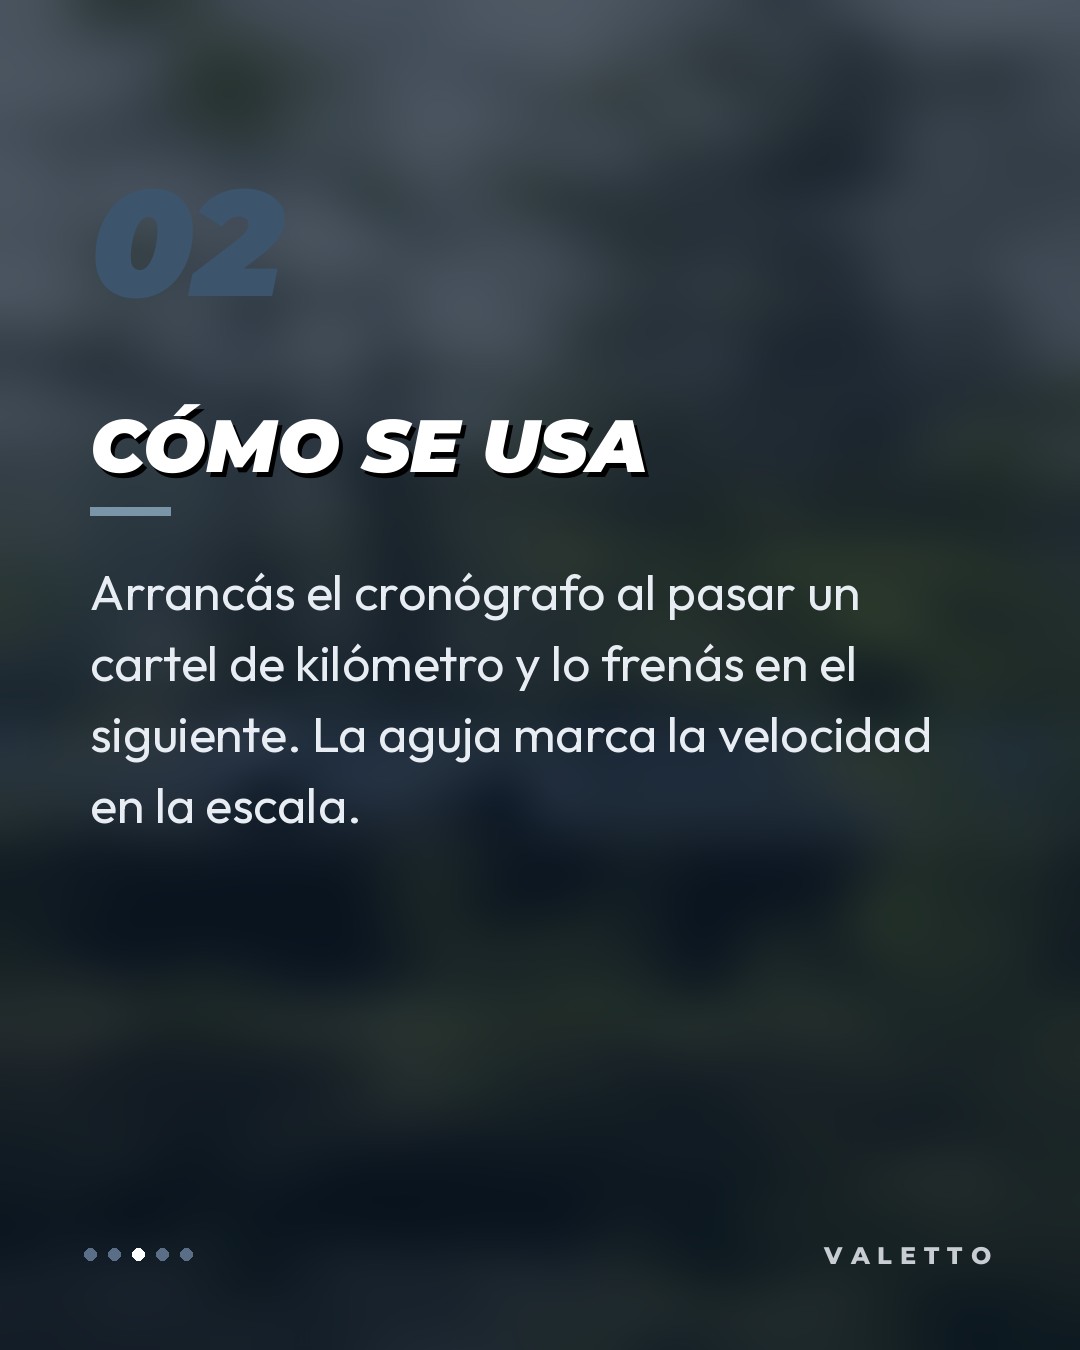 02
CÓMO SE USA
Arrancás el cronógrafo al pasar un
cartel de kilómetro y lo frenás en el
siguiente. La aguja marca la velocidad
en la escala.
VALETTO